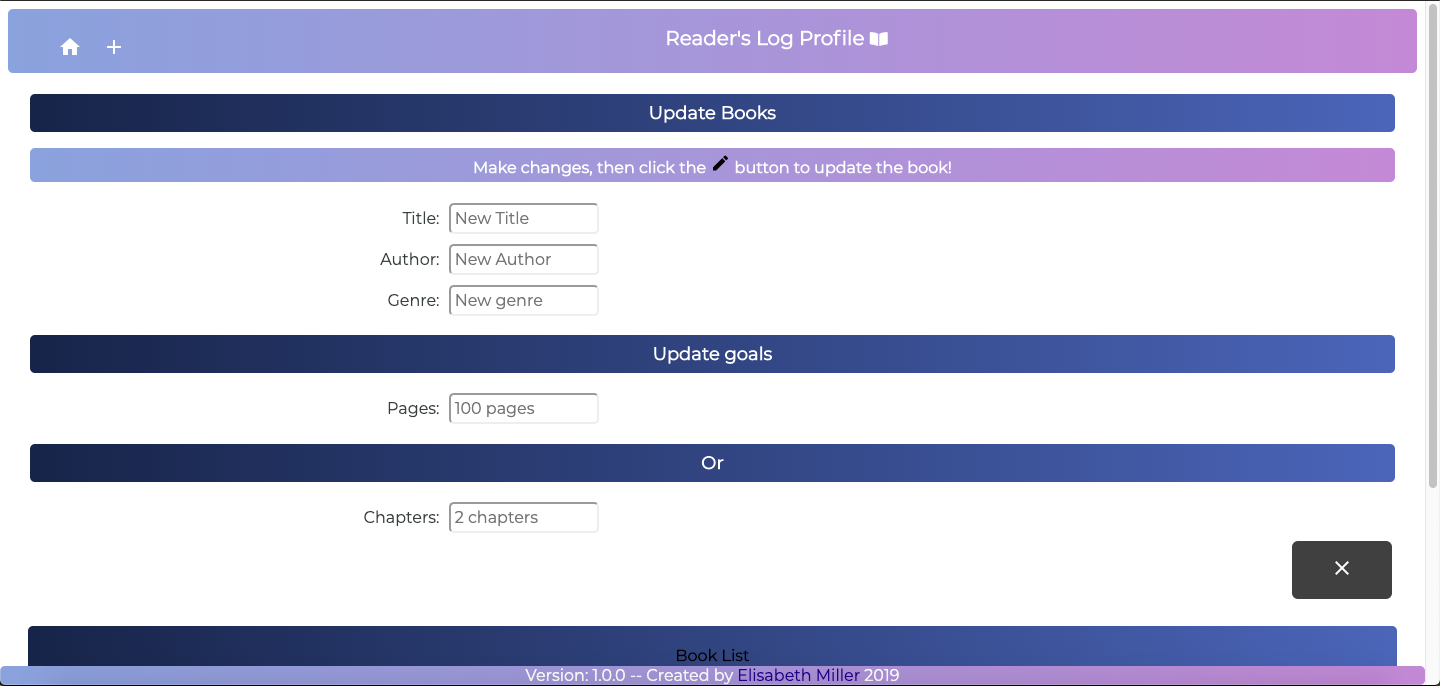 Reader's Log Profile
Update Books
Make changes, then click the button to update the book!
Title: New Title
Author: New Author
Genre: New genre
Update goals
Pages: 100 pages
Or
Chapters: 2 chapters
Book List
Version: 1.0.0 -- Created by Elisabeth Miller 2019